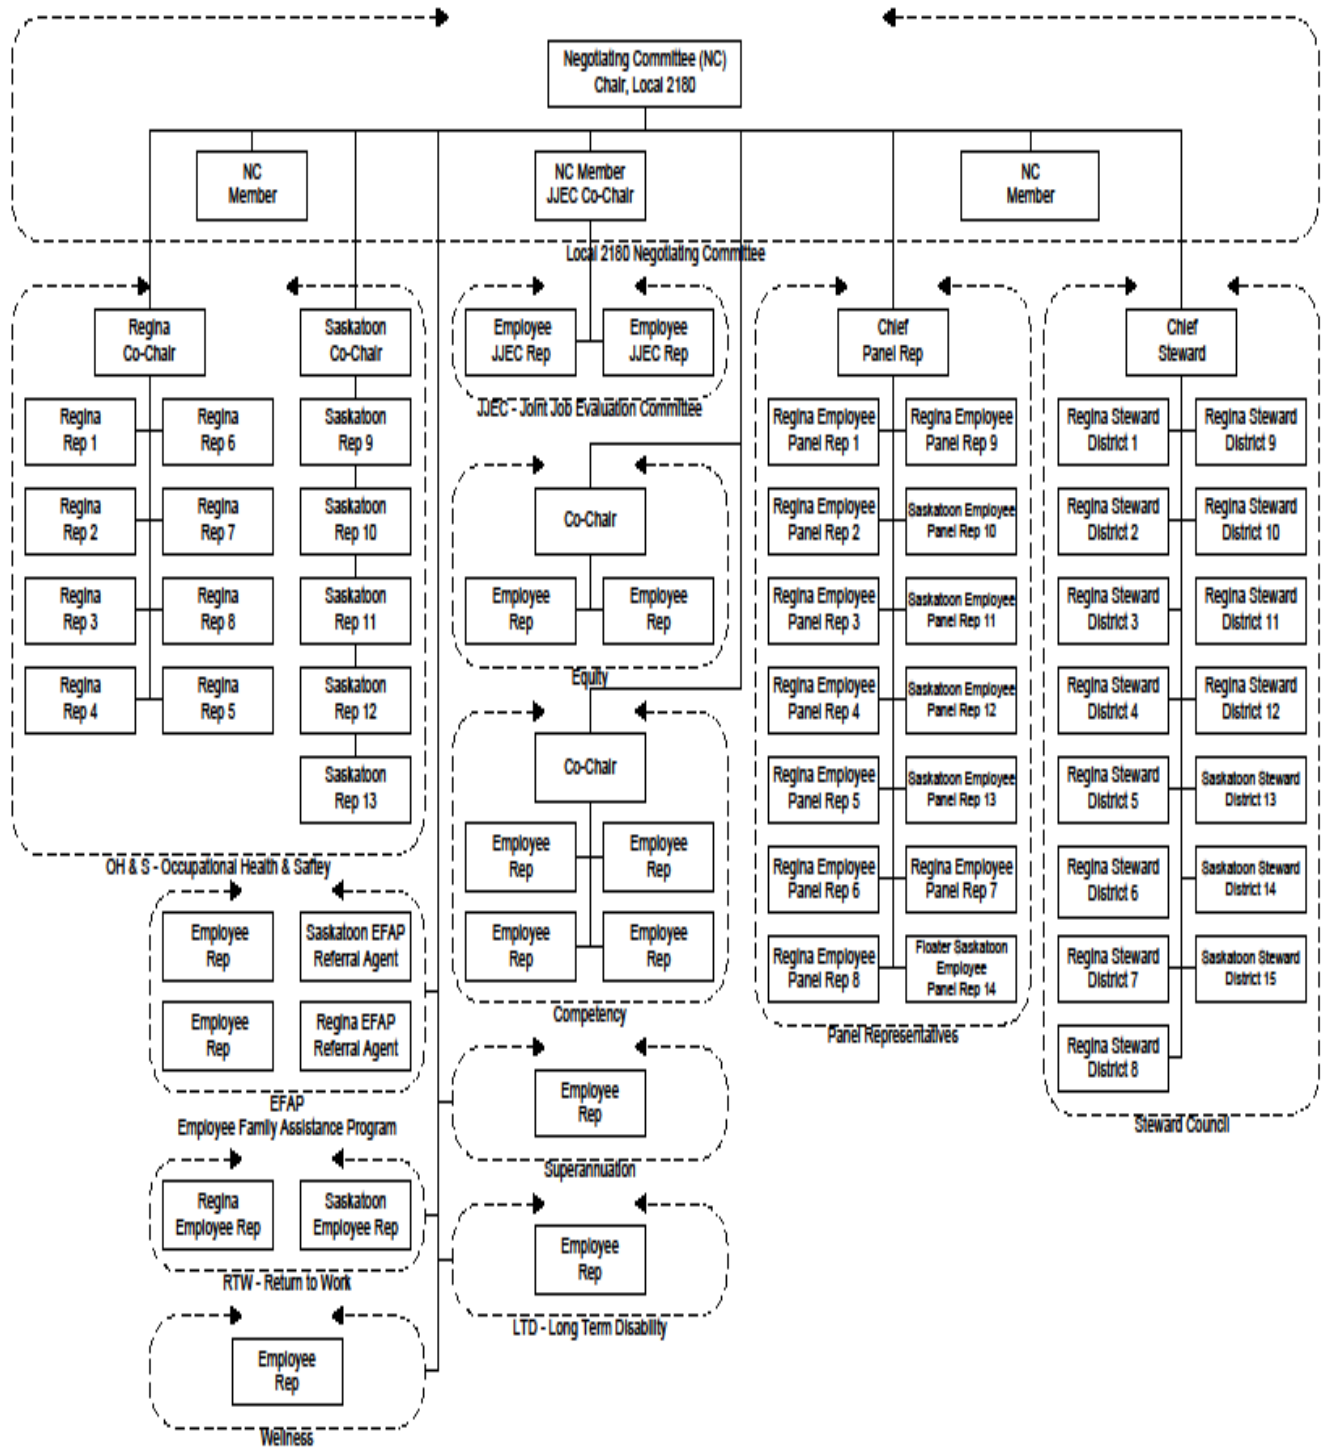 Negotiating Committee (NC)
Chair, Local 2180
NC
Member
NC Member
JJEC Co-Chair
NC
Member
Local 2180 Negotiating Committee
Regina
Co-Chair
Saskatoon
Co-Chair
Regina
Rep 1
Regina
Rep 6
Saskatoon
Rep 9
Regina
Rep 2
Regina
Rep 7
Saskatoon
Rep 10
Regina
Rep 3
Regina
Rep 8
Saskatoon
Rep 11
Regina
Rep 4
Regina
Rep 5
Saskatoon
Rep 12
Saskatoon
Rep 13
OH & S - Occupational Health & Saftey
Employee
Rep
Saskatoon EFAP
Referral Agent
Employee
Rep
Regina EFAP
Referral Agent
EFAP
Employee Family Assistance Program
Regina
Employee Rep
Saskatoon
Employee Rep
RTW - Return to Work
Employee
Rep
Wellness
Employee
JJEC Rep
Employee
JJEC Rep
JJEC - Joint Job Evaluation Committee
Co-Chair
Employee
Rep
Employee
Rep
Equity
Co-Chair
Employee
Rep
Employee
Rep
Employee
Rep
Employee
Rep
Competency
Employee
Rep
Superannuation
Employee
Rep
LTD - Long Term Disability
Chief
Panel Rep
Regina Employee
Panel Rep 1
Regina Employee
Panel Rep 9
Regina Employee
Panel Rep 2
Saskatoon Employee
Panel Rep 10
Regina Employee
Panel Rep 3
Saskatoon Employee
Panel Rep 11
Regina Employee
Panel Rep 4
Saskatoon Employee
Panel Rep 12
Regina Employee
Panel Rep 5
Saskatoon Employee
Panel Rep 13
Regina Employee
Panel Rep 6
Regina Employee
Panel Rep 7
Regina Employee
Panel Rep 8
Floater Saskatoon
Employee
Panel Rep 14
Panel Representatives
Chief
Steward
Regina Steward
District 1
Regina Steward
District 9
Regina Steward
District 2
Regina Steward
District 10
Regina Steward
District 3
Regina Steward
District 11
Regina Steward
District 4
Regina Steward
District 12
Regina Steward
District 5
Saskatoon Steward
District 13
Regina Steward
District 6
Saskatoon Steward
District 14
Regina Steward
District 7
Saskatoon Steward
District 15
Regina Steward
District 8
Steward Council